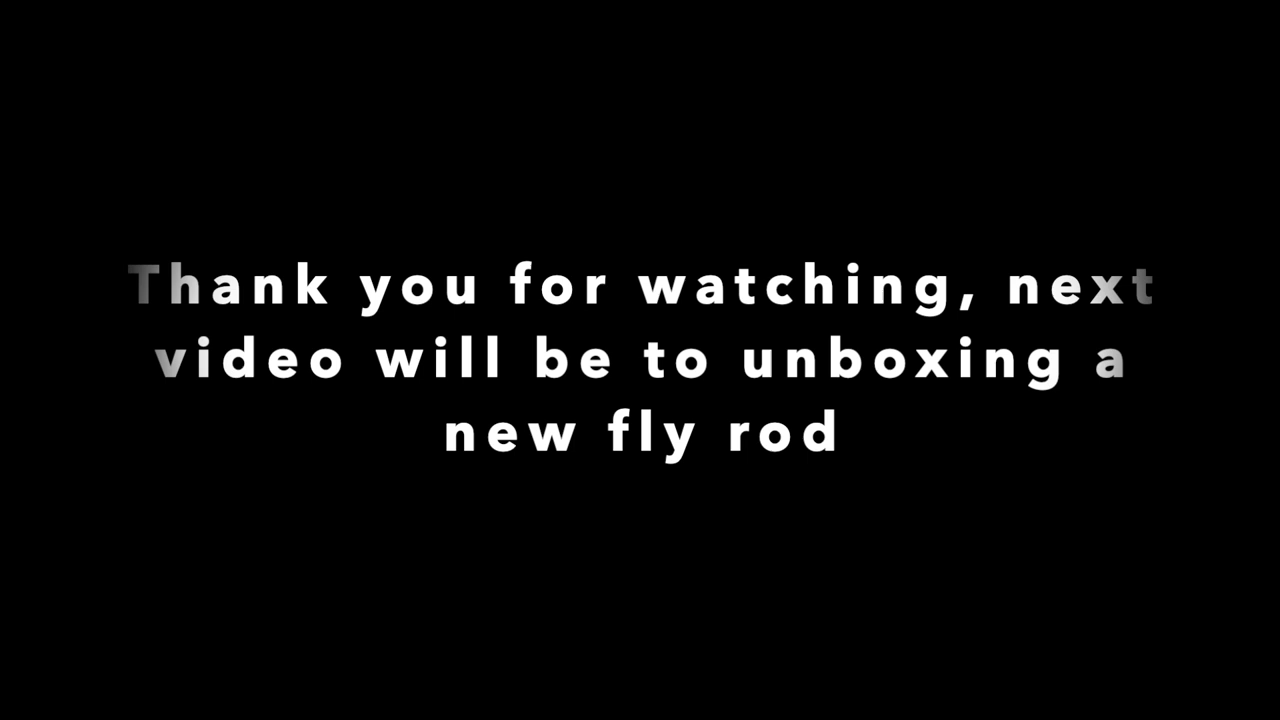 Thank you for watching, next
video will be to unboxing a
new fly rod